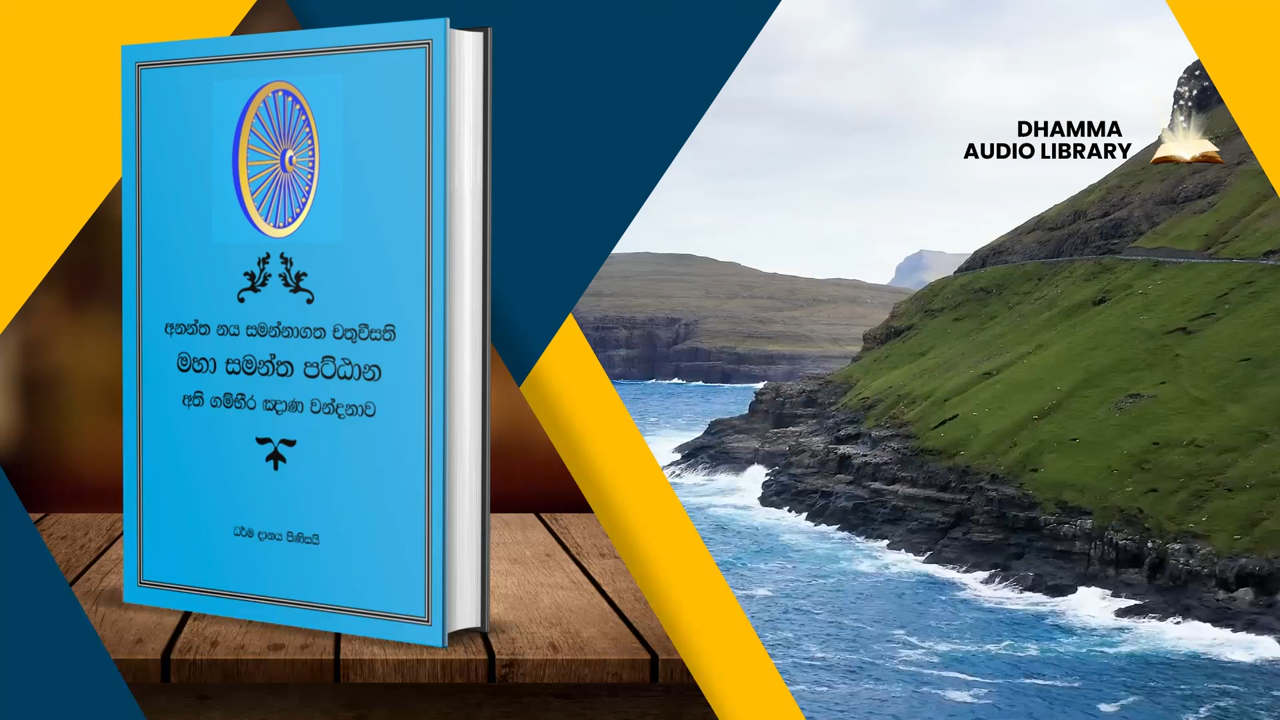 අනන්ත නය සමන්නාගත චතුවීසති
මහා සමන්ත පට්ඨාන
අති ගම්භීර ඤාණ වන්දනාව
ධර්ම දානය පිණිසයි
DHAMMA
AUDIO LIBRARY